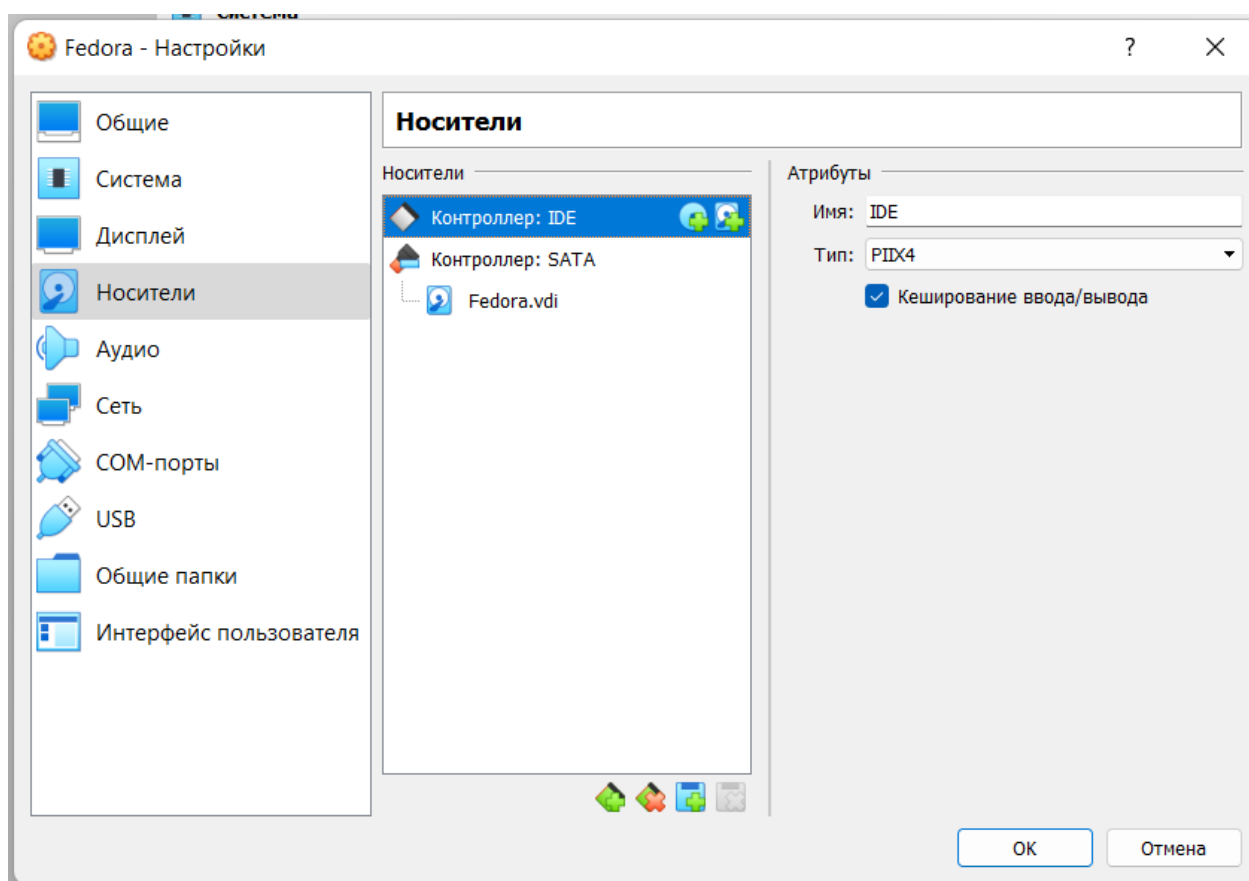 Система
Fedora - Настройки
?
Общие
Система
Дисплей
Носители
Аудио
Сеть
COM-порты
USB
Общие папки
Интерфейс пользователя
Носители
Носители
Контроллер: IDE
Контроллер: SATA
Fedora.vdi
Атрибуты
Имя: IDE
Тип: PIIX4
Кеширование ввода/вывода
OK
Отмена